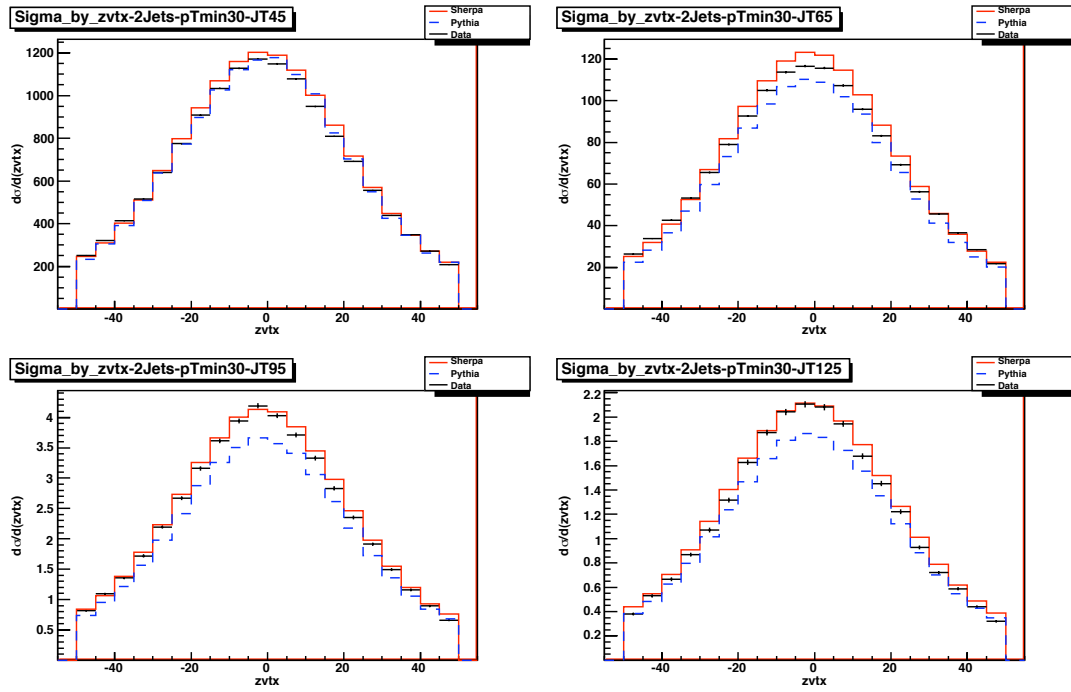 Sigma_by_zvtx-2Jets-pTmin30-JT45
Sherpa
Pythia
Data
dσ/d(zvtx)
1200
1000
800
600
400
200
-40 -20 0 20 40
zvtx
Sigma_by_zvtx-2Jets-pTmin30-JT65
Sherpa
Pythia
Data
dσ/d(zvtx)
120
100
80
60
40
20
-40 -20 0 20 40
zvtx
Sigma_by_zvtx-2Jets-pTmin30-JT95
Sherpa
Pythia
Data
dσ/d(zvtx)
4
3.5
3
2.5
2
1.5
1
0.5
-40 -20 0 20 40
zvtx
Sigma_by_zvtx-2Jets-pTmin30-JT125
Sherpa
Pythia
Data
dσ/d(zvtx)
2.2
2
1.8
1.6
1.4
1.2
1
0.8
0.6
0.4
0.2
-40 -20 0 20 40
zvtx